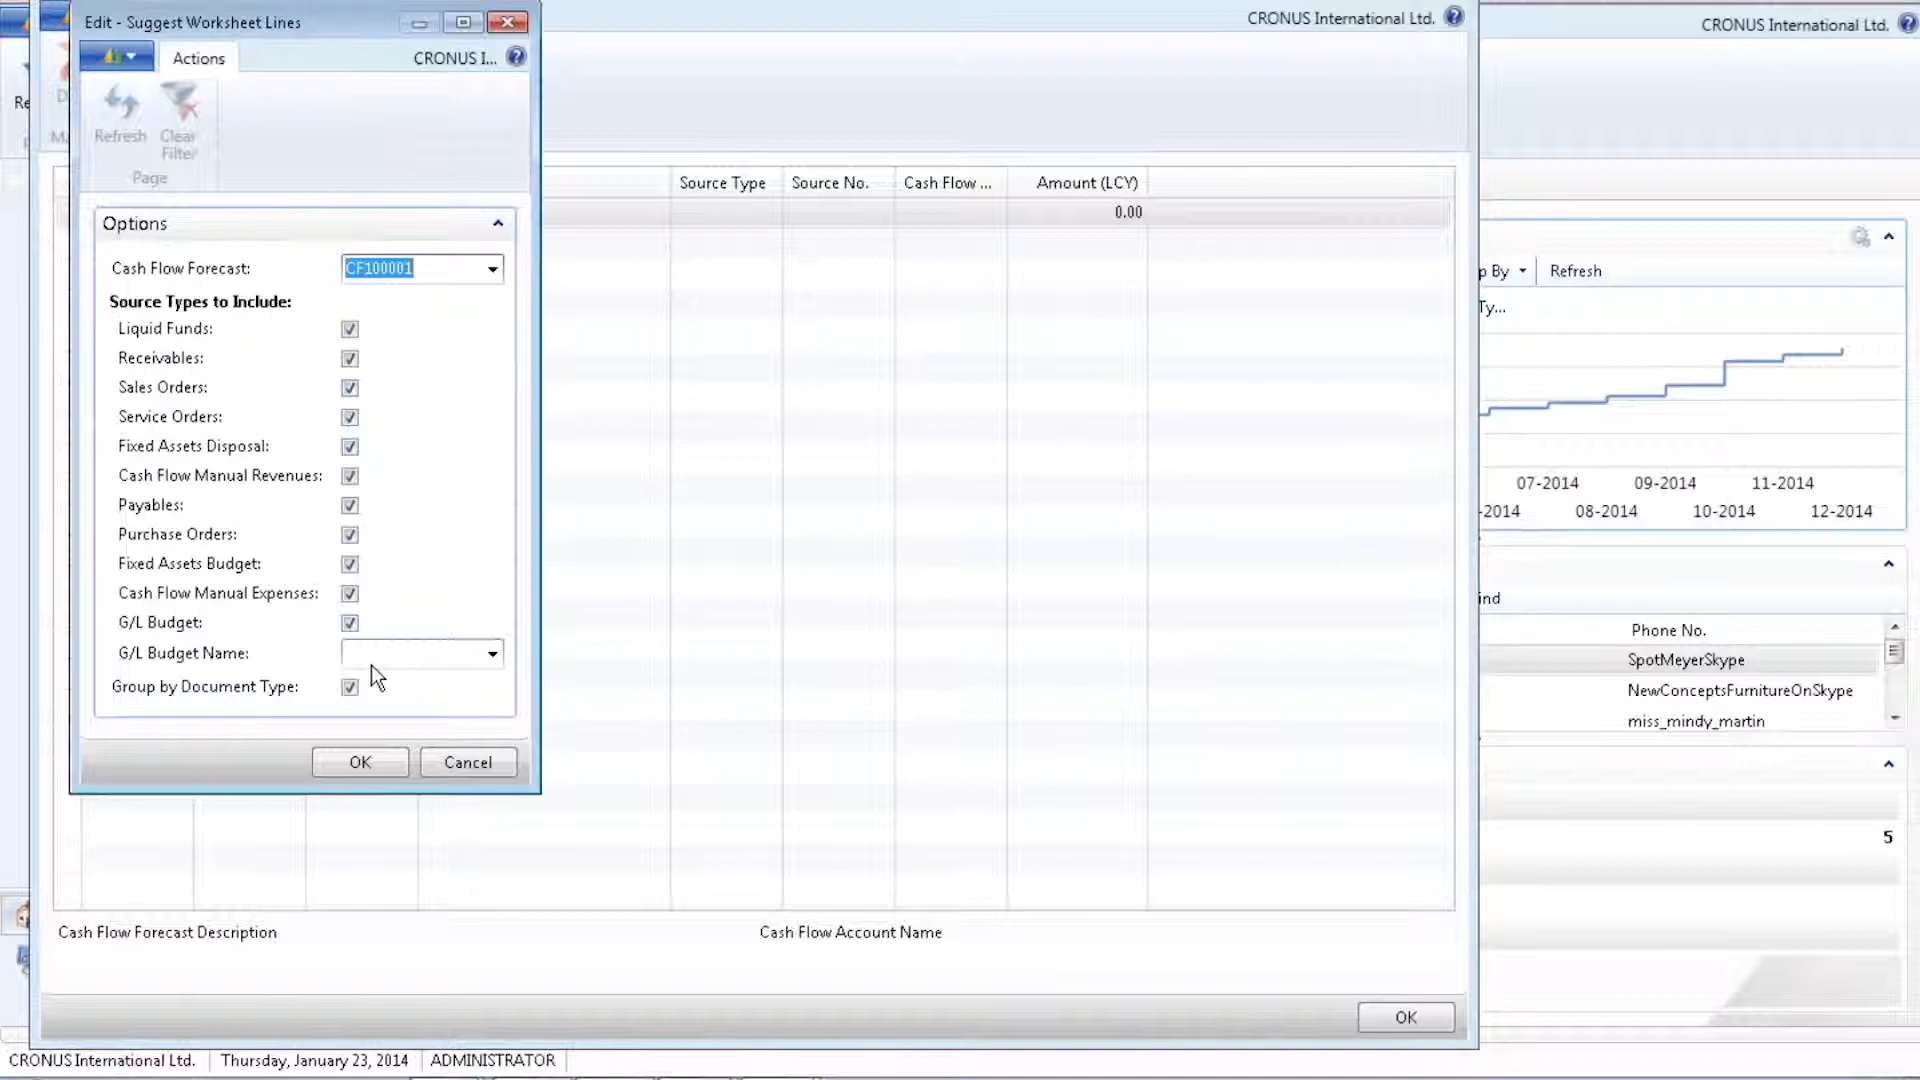 Edit - Suggest Worksheet Lines
Actions
CRONUS I...
Refresh
Clear
Filter
Page
Options
Cash Flow Forecast:
CF100001
Source Types to Include:
Liquid Funds:
Receivables:
Sales Orders:
Service Orders:
Fixed Assets Disposal:
Cash Flow Manual Revenues:
Payables:
Purchase Orders:
Fixed Assets Budget:
Cash Flow Manual Expenses:
G/L Budget:
G/L Budget Name:
Group by Document Type:
OK
Cancel
CRONUS International Ltd.
Source Type
Source No.
Cash Flow ...
Amount (LCY)
0.00
Cash Flow Forecast Description
Cash Flow Account Name
OK
CRONUS International Ltd.
p By
Refresh
Ty...
07-2014
09-2014
11-2014
-2014
08-2014
10-2014
12-2014
ind
Phone No.
SpotMeyerSkype
NewConceptsFurnitureOnSkype
miss_mindy_martin
5
CRONUS International Ltd.
Thursday, January 23, 2014
ADMINISTRATOR